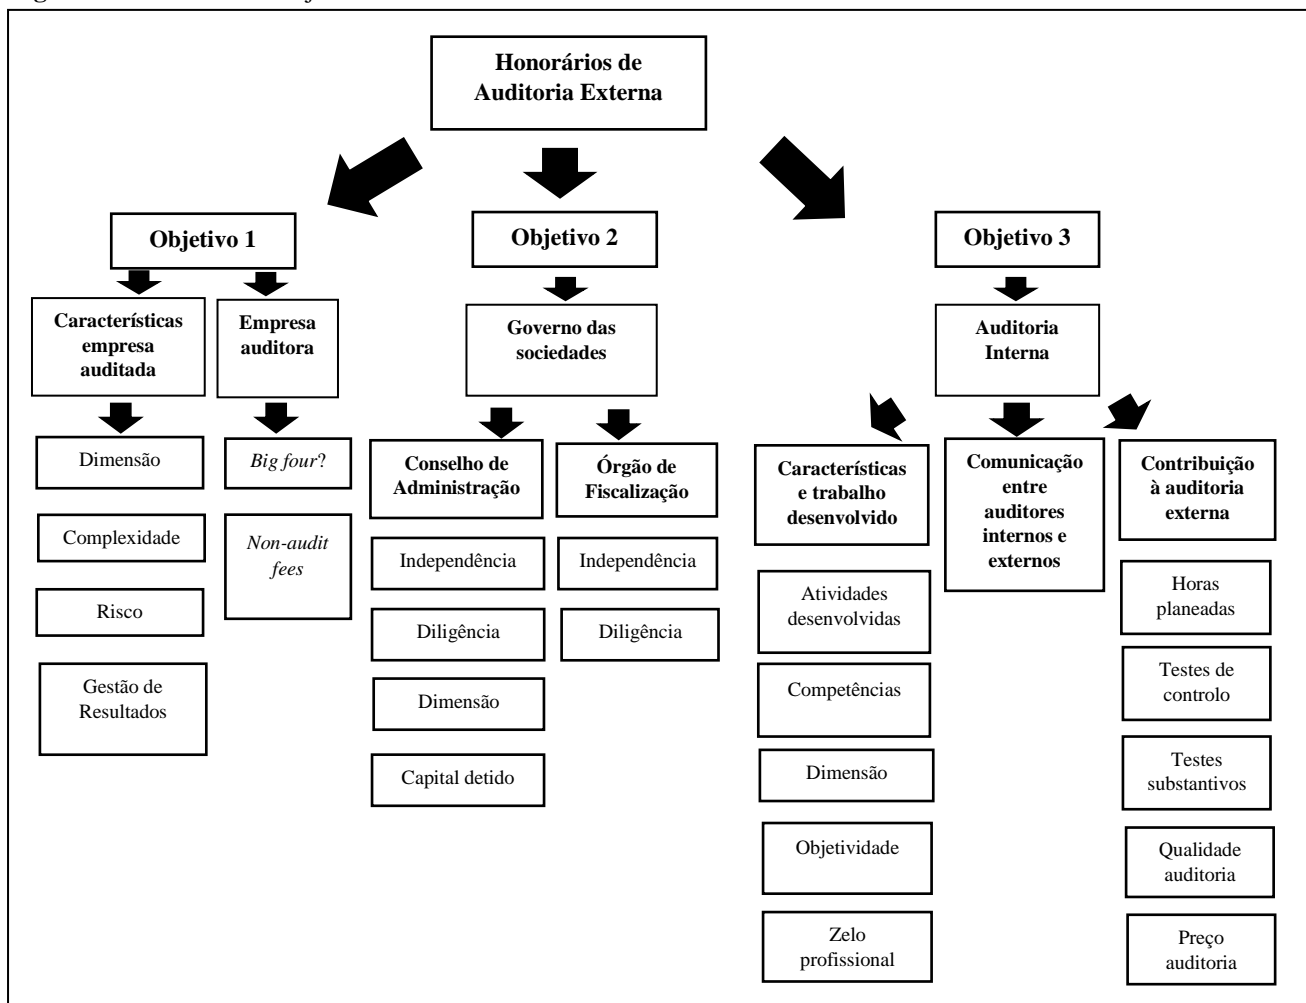 Honorários de
Auditoria Externa
Objetivo 1
Objetivo 2
Objetivo 3
Características
empresa
auditada
Empresa
auditora
Governo das
sociedades
Auditoria
Interna
Dimensão
Complexidade
Risco
Gestão de
Resultados
Big four?
Non-audit
fees
Conselho de
Administração
Independência
Diligência
Dimensão
Capital detido
Órgão de
Fiscalização
Independência
Diligência
Características
e trabalho
desenvolvido
Atividades
desenvolvidas
Competências
Dimensão
Objetividade
Zelo
profissional
Comunicação
entre
auditores
internos e
externos
Contribuição
à auditoria
externa
Horas
planeadas
Testes de
controlo
Testes
substantivos
Qualidade
auditoria
Preço
auditoria